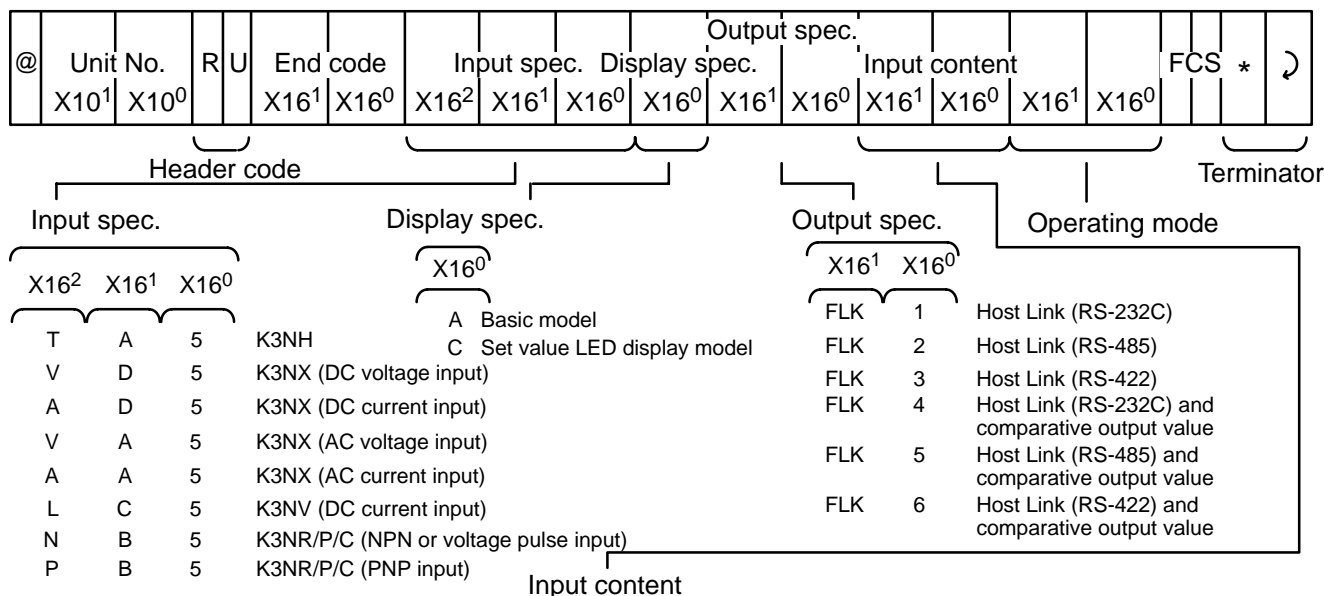 Output spec.
@ Unit No. R U End code Input spec. Display spec. Input content FCS * ⤸
X10¹ X10⁰ X16¹ X16⁰ X16² X16¹ X16⁰ X16⁰ X16¹ X16⁰ X16¹ X16⁰ X16¹ X16⁰
Header code Terminator
Input spec. Display spec. Output spec. Operating mode
X16² X16¹ X16⁰
T A 5 K3NH
V D 5 K3NX (DC voltage input)
A D 5 K3NX (DC current input)
V A 5 K3NX (AC voltage input)
A A 5 K3NX (AC current input)
L C 5 K3NV (DC current input)
N B 5 K3NR/P/C (NPN or voltage pulse input)
P B 5 K3NR/P/C (PNP input)
X16⁰
A Basic model
C Set value LED display model
X16¹ X16⁰
FLK 1 Host Link (RS-232C)
FLK 2 Host Link (RS-485)
FLK 3 Host Link (RS-422)
FLK 4 Host Link (RS-232C) and
comparative output value
FLK 5 Host Link (RS-485) and
comparative output value
FLK 6 Host Link (RS-422) and
comparative output value
Input content